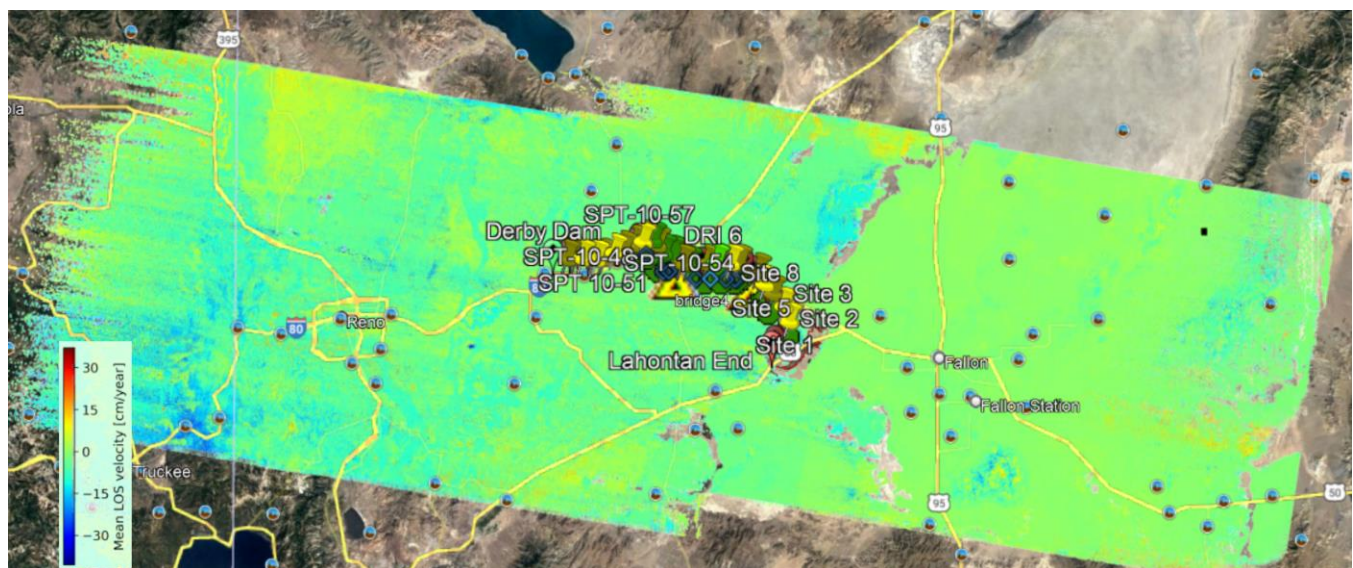 395
95
SPT-10-57
Derby Dam
DRI 6
SPT-10-48
SPT-10-54
Site 8
SPT 10-51
bridge4
Site 3
Site 5
Site 2
80
Reno
Site 1
Lahontan End
Fallon
30
15
0
-15
-30
Mean LOS velocity [cm/year]
Fallon Station
Truckee
50
95